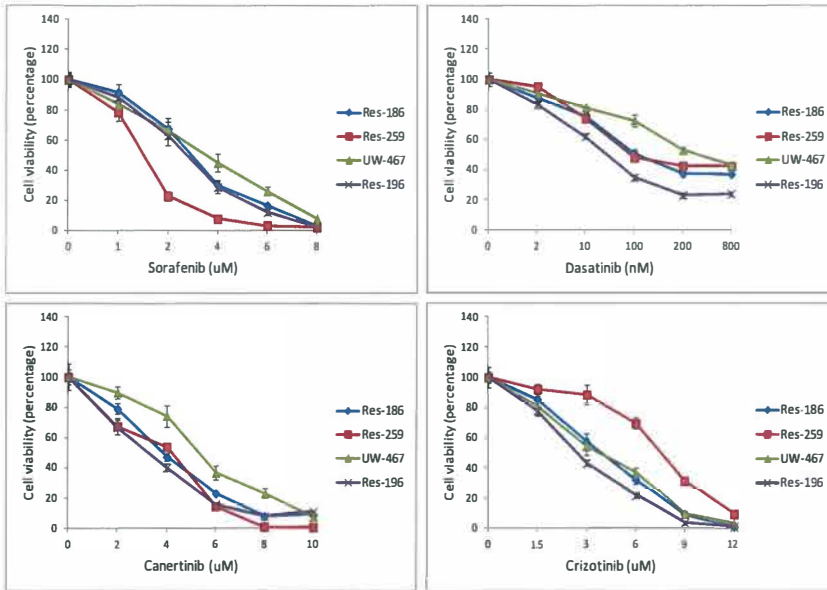 140
120
100
80
60
40
20
0
Cell viability (percentage)
0 1 2 4 6 8
Sorafenib (uM)
Res-186
Res-259
UW-467
Res-196
140
120
100
80
60
40
20
0
Cell viability (percentage)
0 2 10 100 200 800
Dasatinib (nM)
Res-186
Res-259
UW-467
Res-196
140
120
100
80
60
40
20
0
Cell viability (percentage)
0 2 4 6 8 10
Canertinib (uM)
Res-186
Res-259
UW-467
Res-196
140
120
100
80
60
40
20
0
Cell viability (percentage)
0 1.5 3 6 9 12
Crizotinib (uM)
Res-186
Res-259
UW-467
Res-196